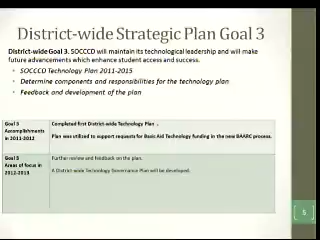 District-wide Strategic Plan Goal 3
District-wide Goal 3. SOCCCD will maintain its technological leadership and will make
future advancements which enhance student access and success.
• SOCCCD Technology Plan 2011-2015
• Determine components and responsibilities for the technology plan
• Feedback and development of the plan
Goal 3
Accomplishments
in 2011-2012
Completed first District-wide Technology Plan .
Plan was utilized to support requests for Basic Aid Technology funding in the new BAARC process.
Goal 3
Areas of focus in
2012-2013
Further review and feedback on the plan.
A District-wide Technology Governance Plan will be developed.
5